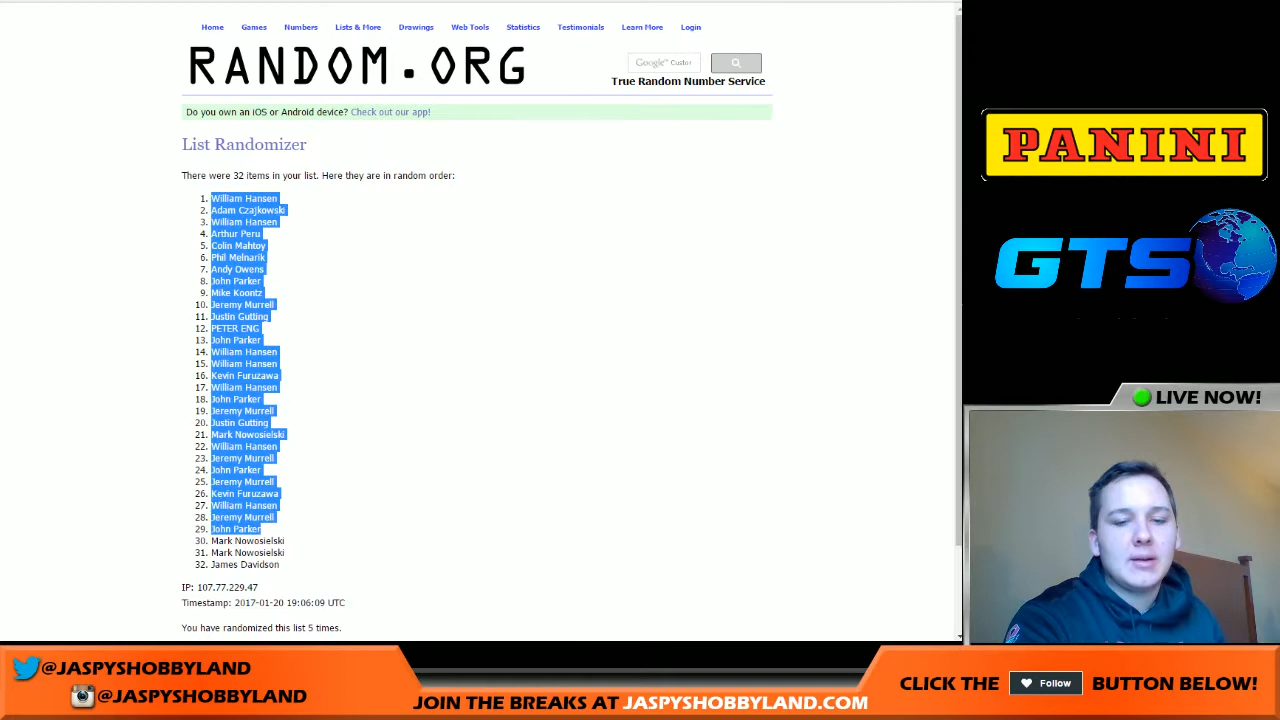 Home Games Numbers Lists & More Drawings Web Tools Statistics Testimonials Learn More Login
RANDOM.ORG
Google™ Custor
True Random Number Service
Do you own an iOS or Android device? Check out our app!
List Randomizer
There were 32 items in your list. Here they are in random order:
1. William Hansen
2. Adam Czajkowski
3. William Hansen
4. Arthur Peru
5. Colin Mahtoy
6. Phil Melnarik
7. Andy Owens
8. John Parker
9. Mike Koontz
10. Jeremy Murrell
11. Justin Gutting
12. PETER ENG
13. John Parker
14. William Hansen
15. William Hansen
16. Kevin Furuzawa
17. William Hansen
18. John Parker
19. Jeremy Murrell
20. Justin Gutting
21. Mark Nowosielski
22. William Hansen
23. Jeremy Murrell
24. John Parker
25. Jeremy Murrell
26. Kevin Furuzawa
27. William Hansen
28. Jeremy Murrell
29. John Parker
30. Mark Nowosielski
31. Mark Nowosielski
32. James Davidson
IP: 107.77.229.47
Timestamp: 2017-01-20 19:06:09 UTC
You have randomized this list 5 times.
PANINI
GTS
LIVE NOW!
@JASPYSHOBBYLAND
@JASPYSHOBBYLAND
JOIN THE BREAKS AT JASPYSHOBBYLAND.COM
CLICK THE Follow BUTTON BELOW!